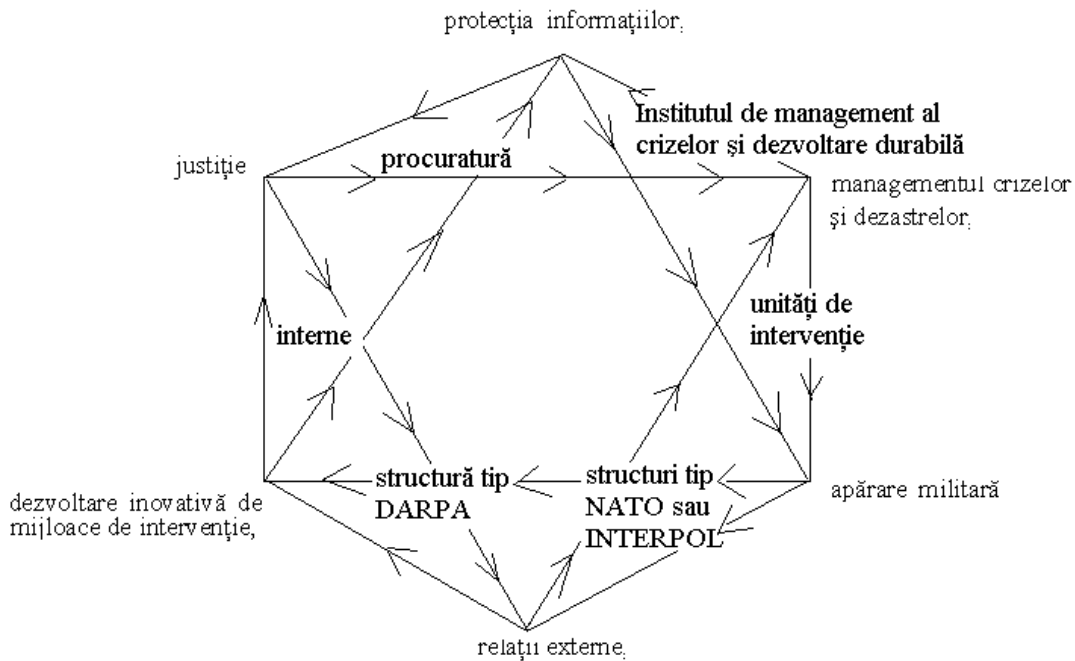 protecția informațiilor,
Institutul de management al
crizelor și dezvoltare durabilă
justiție
procuratură
managementul crizelor
și dezastrelor,
interne
unități de
intervenție
structură tip
DARPA
structuri tip
NATO sau
INTERPOL
apărare militară
dezvoltare inovativă de
mijloace de intervenție,
relații externe,